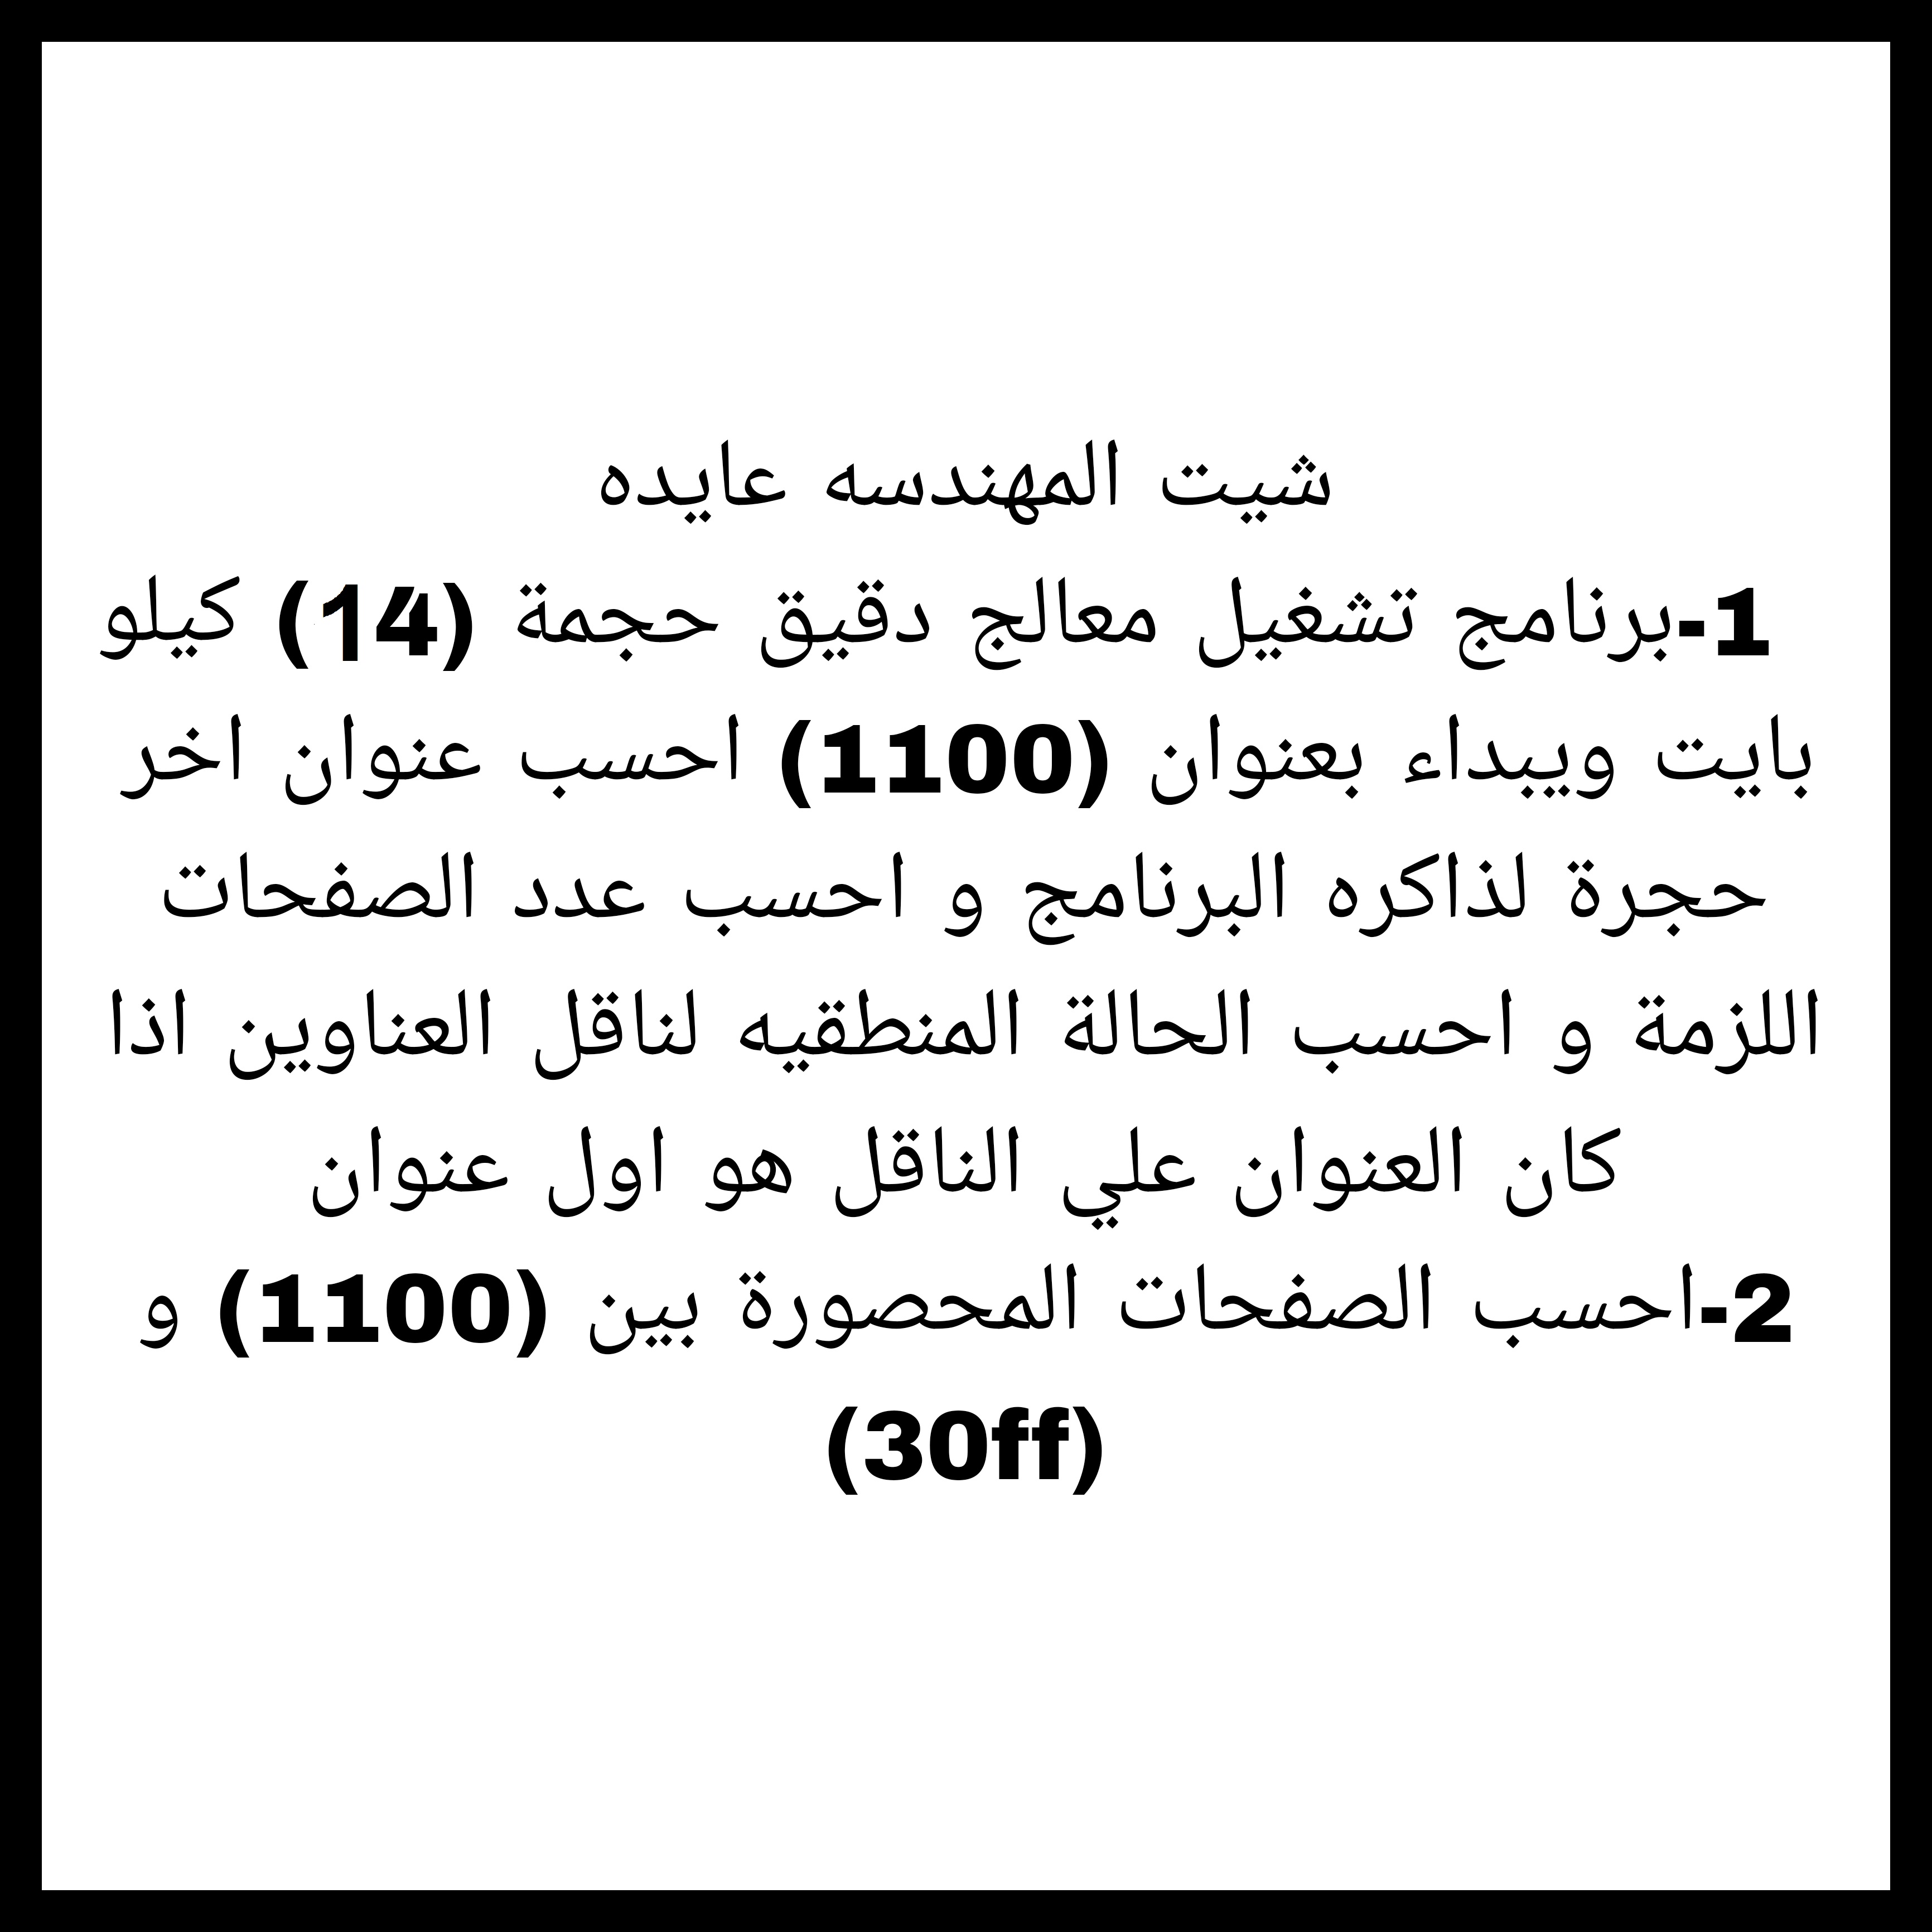 شيت المهندسه عايده
1-برنامج تشغيل معالج دقيق حجمة (14) كيلو
بايت وييداء بعنوان (1100) احسب عنوان اخر
حجرة لذاكره البرنامج و احسب عدد الصفحات
اللزمة و احسب الحالة المنطقيه لناقل العناوين اذا
كن العنوان علي الناقل هو اول عنوان
2-احسب الصفحات المحصورة بين (1100) و
(30ff)